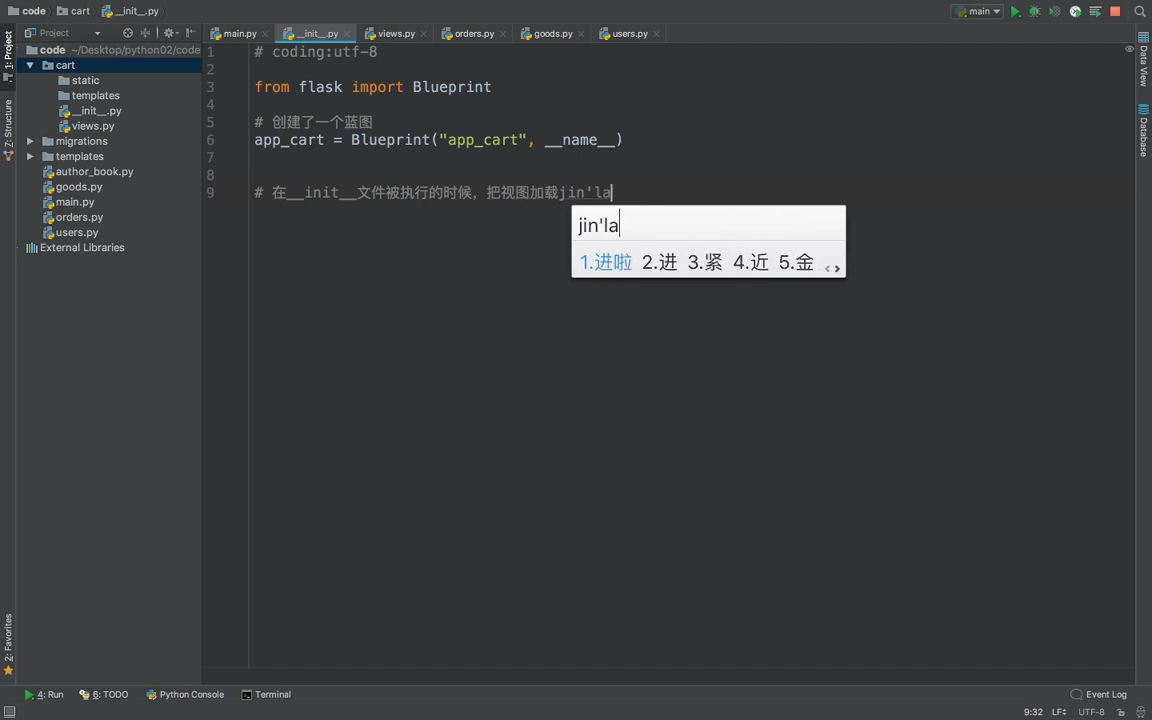 code cart __init__.py main
Project
main.py __init__.py views.py orders.py goods.py users.py
code ~/Desktop/python02/code
cart
static
templates
__init__.py
views.py
migrations
templates
author_book.py
goods.py
main.py
orders.py
users.py
External Libraries
1: Project
7: Structure
2: Favorites
1 # coding:utf-8
2
3 from flask import Blueprint
4
5 # 创建了一个蓝图
6 app_cart = Blueprint("app_cart", __name__)
7
8
9 # 在__init__文件被执行的时候，把视图加载jin'la
jin'la
1.进啦 2.进 3.紧 4.近 5.金
Data View
Database
4: Run 6: TODO Python Console Terminal Event Log
9:32 LF UTF-8